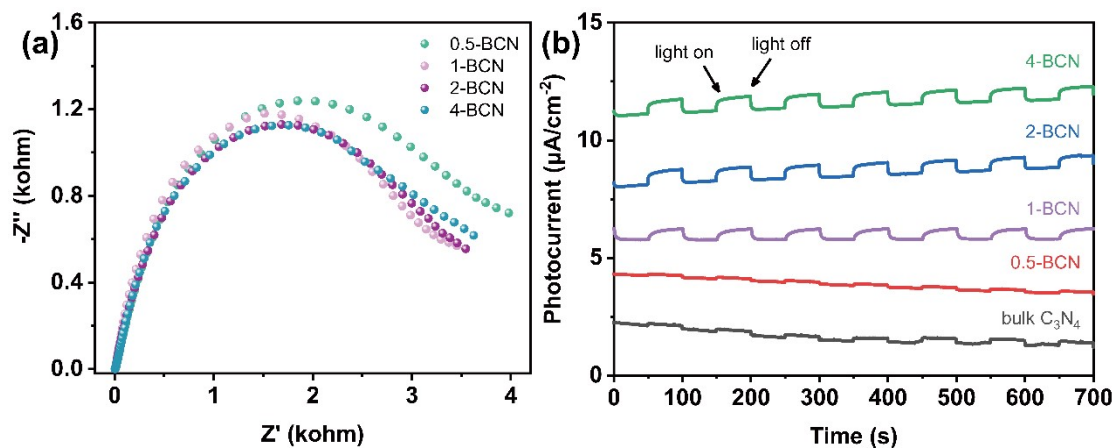 (a)
1.6
1.2
0.8
0.4
0.0
-Z'' (kohm)
0.5-BCN
1-BCN
2-BCN
4-BCN
0
1
2
3
4
Z' (kohm)
(b)
15
10
5
0
Photocurrent (μA/cm⁻²)
light on
light off
4-BCN
2-BCN
1-BCN
0.5-BCN
bulk C₃N₄
0 100 200 300 400 500 600 700
Time (s)